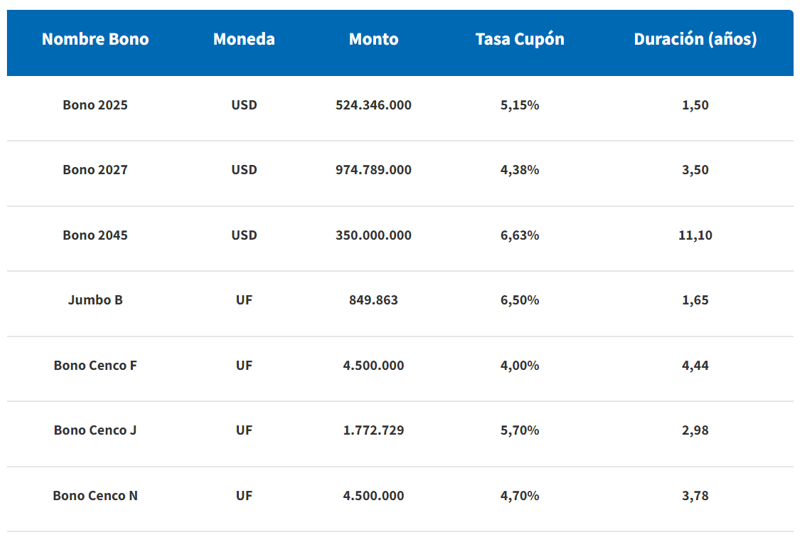 Nombre Bono Moneda Monto Tasa Cupón Duración (años)
Bono 2025 USD 524.346.000 5,15% 1,50
Bono 2027 USD 974.789.000 4,38% 3,50
Bono 2045 USD 350.000.000 6,63% 11,10
Jumbo B UF 849.863 6,50% 1,65
Bono Cenco F UF 4.500.000 4,00% 4,44
Bono Cenco J UF 1.772.729 5,70% 2,98
Bono Cenco N UF 4.500.000 4,70% 3,78